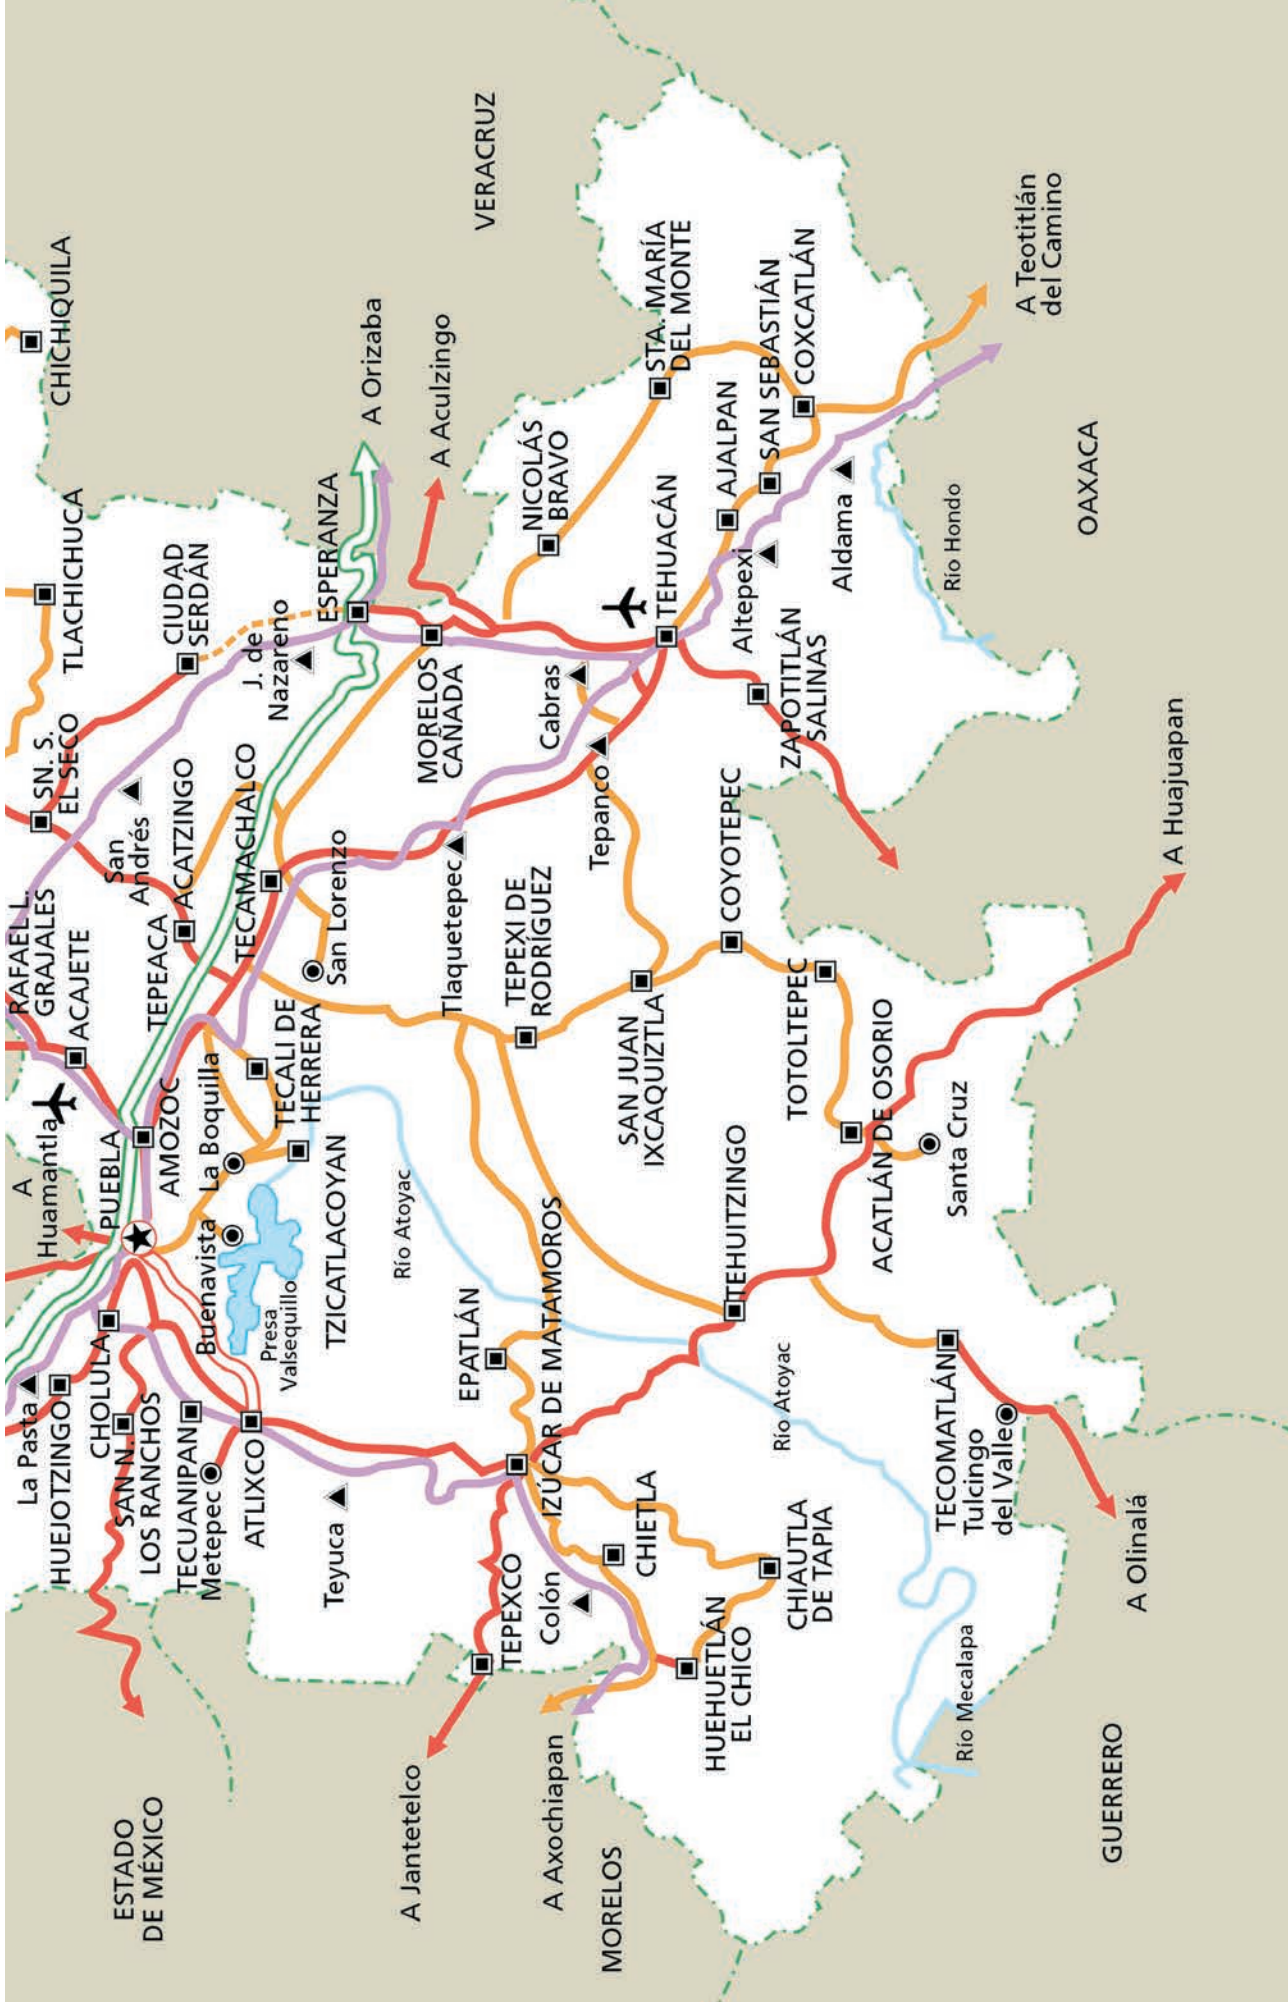 CHICHIQUILA
TLACHICHUCA
SN. S.
EL SECO
RAFAEL L.
GRAJALES
ACAJETE
A
Huamantla
La Pasta
HUEJOTZINGO
CHOLULA
SAN N.
LOS RANCHOS
ESTADO
DE MÉXICO
PUEBLA
AMOZOC
TEPEACA
ACATZINGO
San
Andrés
CIUDAD
SERDÁN
J. de
Nazareno
ESPERANZA
A Orizaba
VERACRUZ
TECUANIPAN
Metepec
ATLIXCO
Buenavista
La Boquilla
Presa
Valsequillo
TZICATLACOYAN
TECALI DE
HERRERA
TECAMACHALCO
San Lorenzo
Teyuca
Río Atoyac
MORELOS
CAÑADA
A Aculzingo
A Jantetelco
TEPEXCO
EPATLÁN
Tlaquetepec
NICOLÁS
BRAVO
IZÚCAR DE MATAMOROS
TEPEXI DE
RODRÍGUEZ
Cabras
Tepanco
STA. MARÍA
DEL MONTE
A Axochiapan
Colón
MORELOS
CHIETLA
SAN JUAN
IXCAQUIZTLA
TEHUACÁN
AJALPAN
SAN SEBASTIÁN
COXCATLÁN
Altepexi
HUEHUETLÁN
EL CHICO
CHIAUTLA
DE TAPIA
Río Atoyac
TEHUITZINGO
COYOTEPEC
ZAPOTITLÁN
SALINAS
Aldama
TOTOLTEPEC
ACATLÁN DE OSORIO
Santa Cruz
Río Hondo
A Teotitlán
del Camino
OAXACA
TECOMATLÁN
Tulcingo
del Valle
Río Mecalapa
A Olinalá
GUERRERO
A Huajuapan